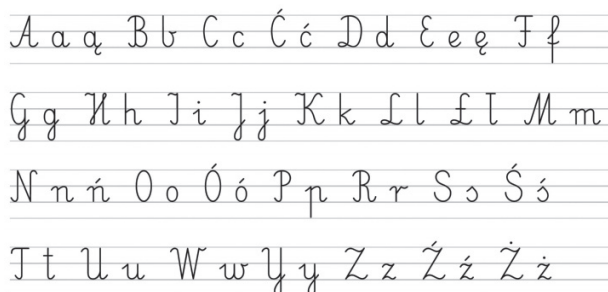 A a ą B b C c Ć ć D d E e ę F f
G g H h I i J j K k L l Ł ł M m
N n ń O o Ó ó P p R r S s Ś ś
T t U u W w Y y Z z Ź ź Ż ż